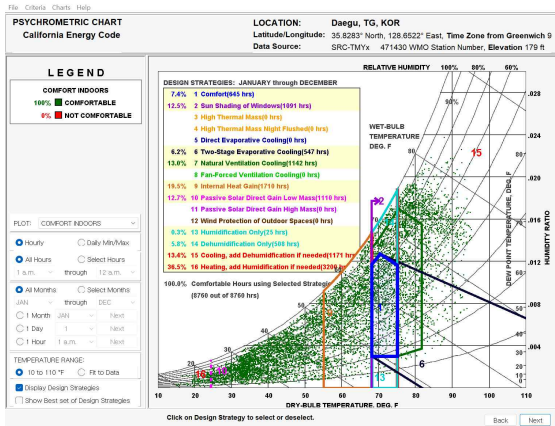 File Criteria Charts Help
PSYCHROMETRIC CHART
California Energy Code
LOCATION: Daegu, TG, KOR
Latitude/Longitude: 35.8283° North, 128.6522° East, Time Zone from Greenwich 9
Data Source: SRC-TMYx 471430 WMO Station Number, Elevation 179 ft
LEGEND
COMFORT INDOORS
100% COMFORTABLE
0% NOT COMFORTABLE
PLOT: COMFORT INDOORS
Hourly Daily Min/Max
All Hours Select Hours
1 a.m. through 12 a.m.
All Months Select Months
JAN through DEC
1 Month JAN Next
1 Day 1 Next
1 Hour 1 a.m. Next
TEMPERATURE RANGE:
10 to 110 °F Fit to Data
Display Design Strategies
Show Best set of Design Strategies
DESIGN STRATEGIES: JANUARY through DECEMBER
7.4% 1 Comfort(645 hrs)
12.5% 2 Sun Shading of Windows(1091 hrs)
3 High Thermal Mass(0 hrs)
4 High Thermal Mass Night Flushed(0 hrs)
5 Direct Evaporative Cooling(0 hrs)
6.2% 6 Two-Stage Evaporative Cooling(547 hrs)
13.0% 7 Natural Ventilation Cooling(1142 hrs)
8 Fan-Forced Ventilation Cooling(0 hrs)
19.5% 9 Internal Heat Gain(1710 hrs)
12.7% 10 Passive Solar Direct Gain Low Mass(1110 hrs)
11 Passive Solar Direct Gain High Mass(0 hrs)
12 Wind Protection of Outdoor Spaces(0 hrs)
0.3% 13 Humidification Only(25 hrs)
5.8% 14 Dehumidification Only(508 hrs)
13.4% 15 Cooling, add Dehumidification if needed(1171 hrs)
36.5% 16 Heating, add Humidification if needed(3200 hrs)
100.0% Comfortable Hours using Selected Strategies
(8760 out of 8760 hrs)
RELATIVE HUMIDITY 100% 80% 60%
90%
WET-BULB
TEMPERATURE
DEG. F
DEW POINT TEMPERATURE, DEG. F
HUMIDITY RATIO
.028
.024
.020
.016
.012
.008
.004
10 20 30 40 50 60 70 80 90 100 110
DRY-BULB TEMPERATURE, DEG. F
Click on Design Strategy to select or deselect.
Back Next